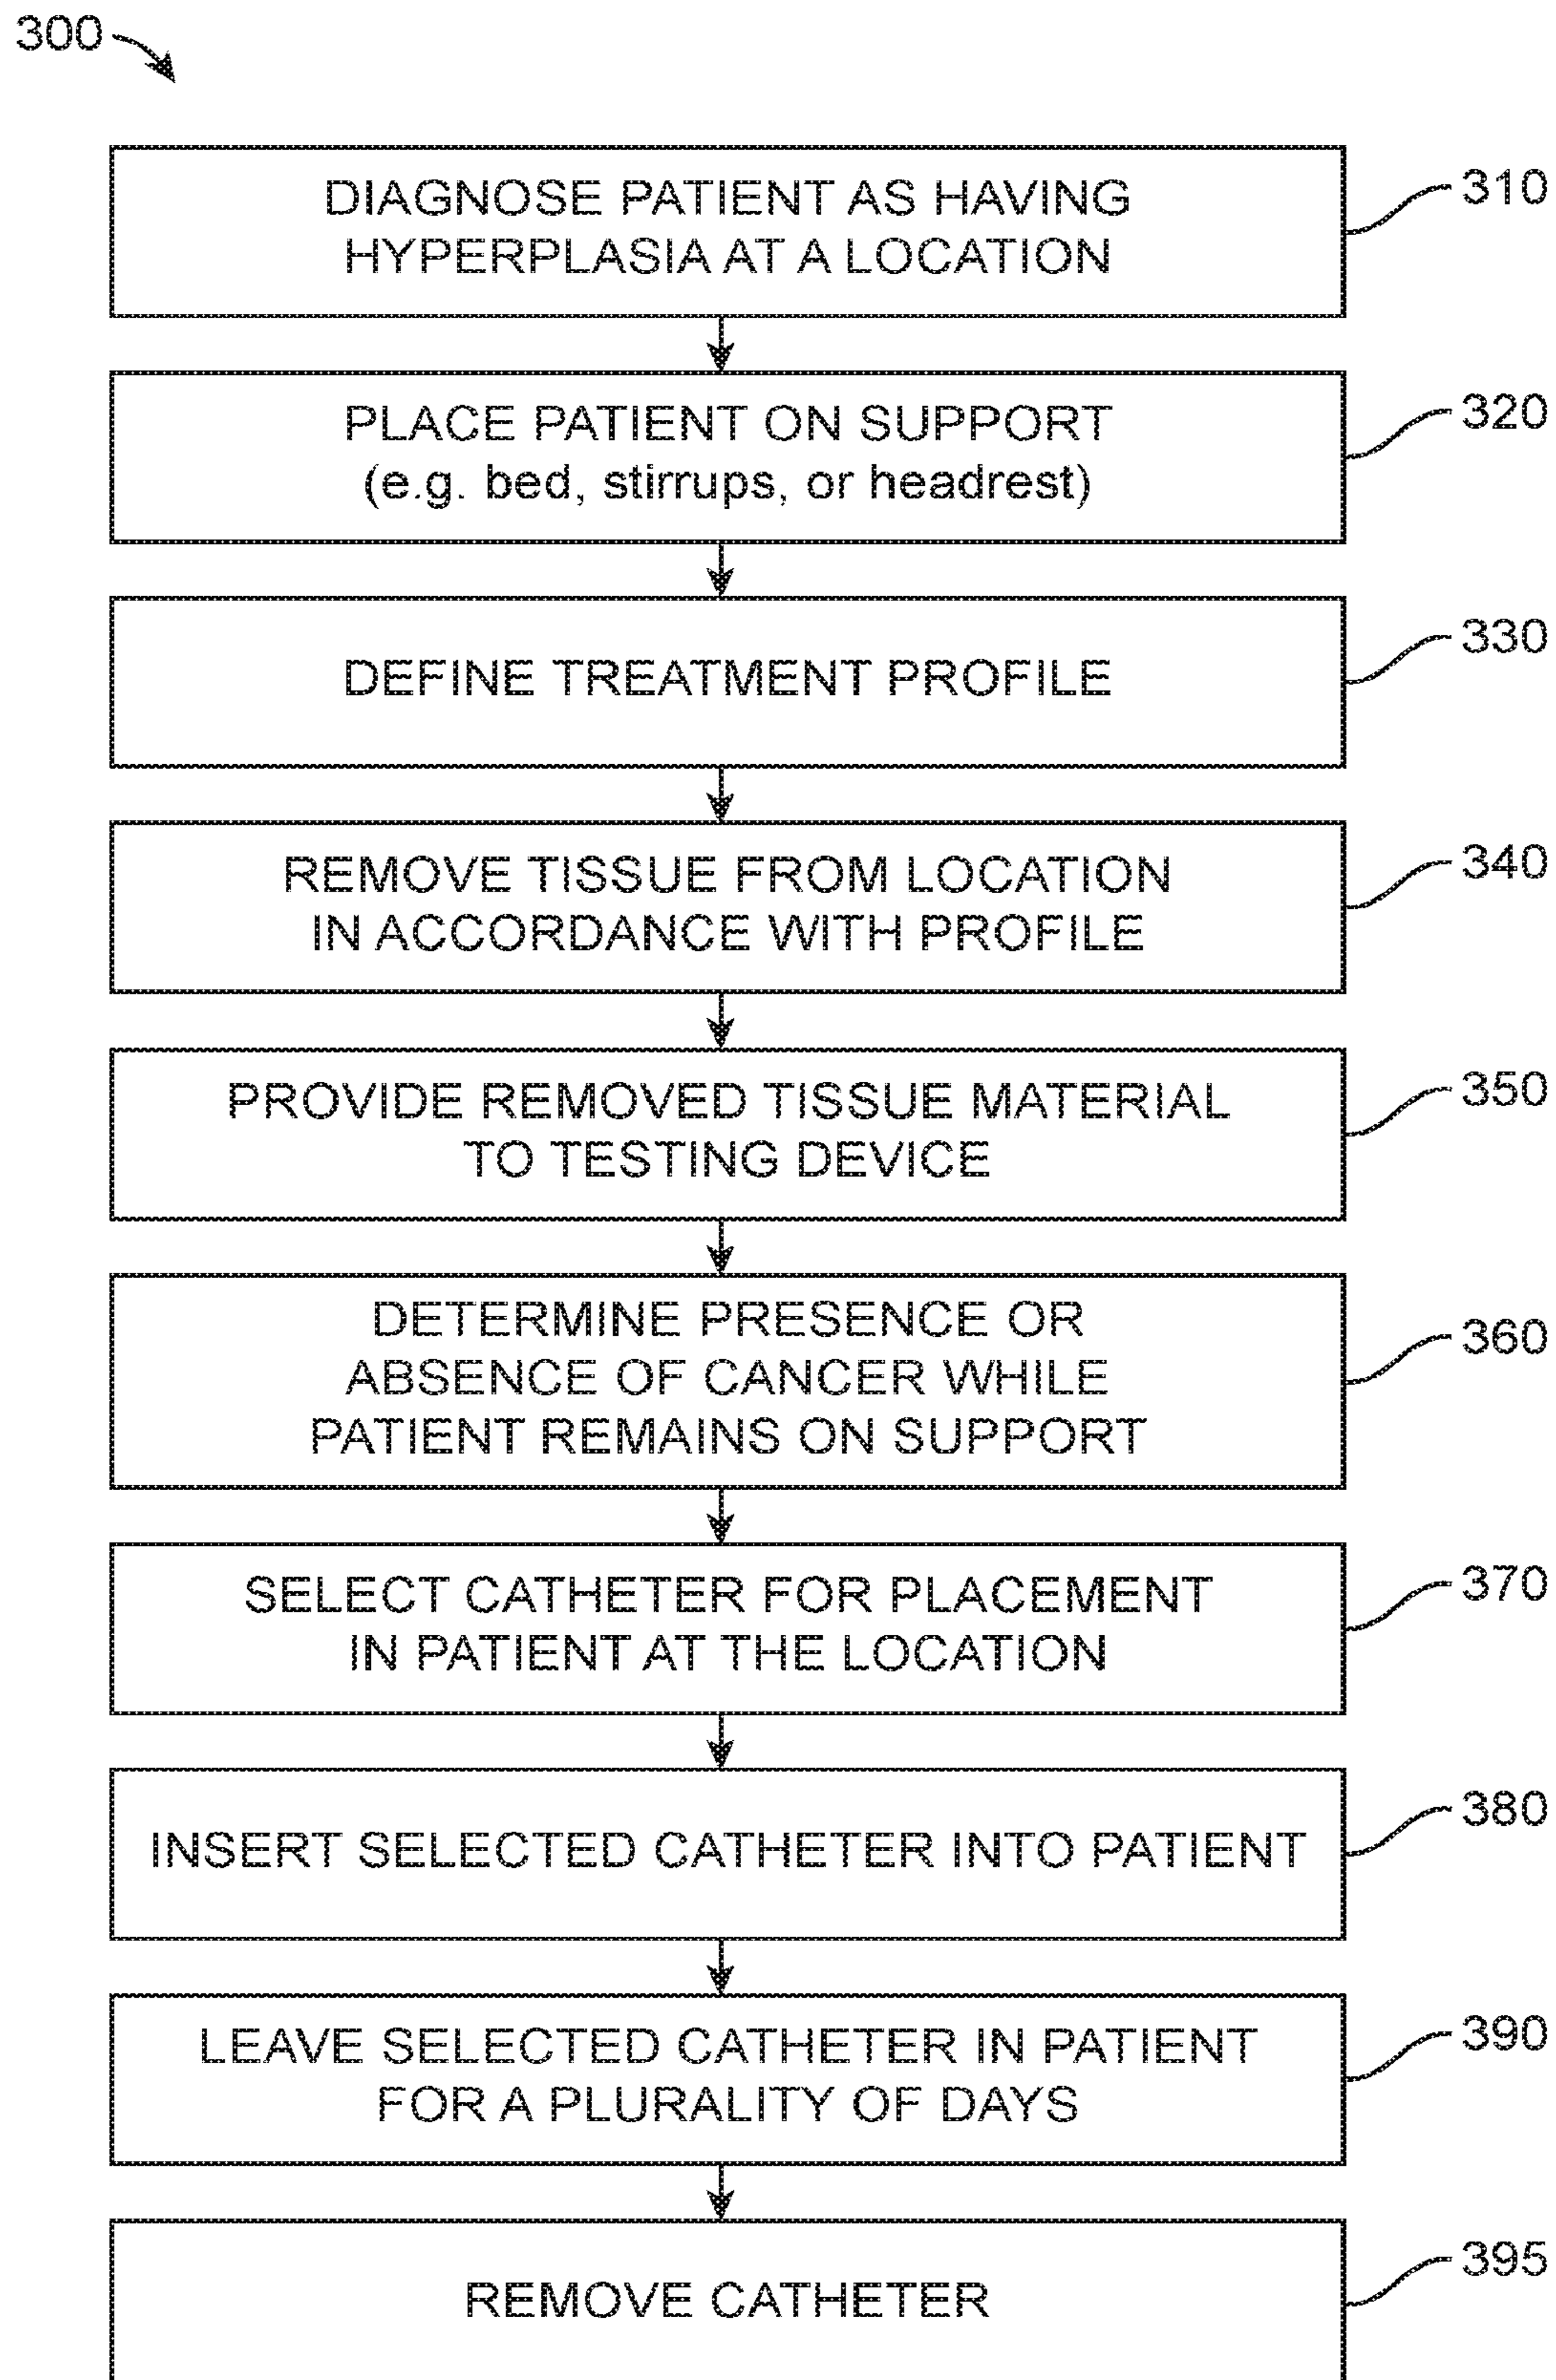 300
DIAGNOSE PATIENT AS HAVING
HYPERPLASIA AT A LOCATION
310
PLACE PATIENT ON SUPPORT
(e.g. bed, stirrups, or headrest)
320
DEFINE TREATMENT PROFILE
330
REMOVE TISSUE FROM LOCATION
IN ACCORDANCE WITH PROFILE
340
PROVIDE REMOVED TISSUE MATERIAL
TO TESTING DEVICE
350
DETERMINE PRESENCE OR
ABSENCE OF CANCER WHILE
PATIENT REMAINS ON SUPPORT
360
SELECT CATHETER FOR PLACEMENT
IN PATIENT AT THE LOCATION
370
INSERT SELECTED CATHETER INTO PATIENT
380
LEAVE SELECTED CATHETER IN PATIENT
FOR A PLURALITY OF DAYS
390
REMOVE CATHETER
395